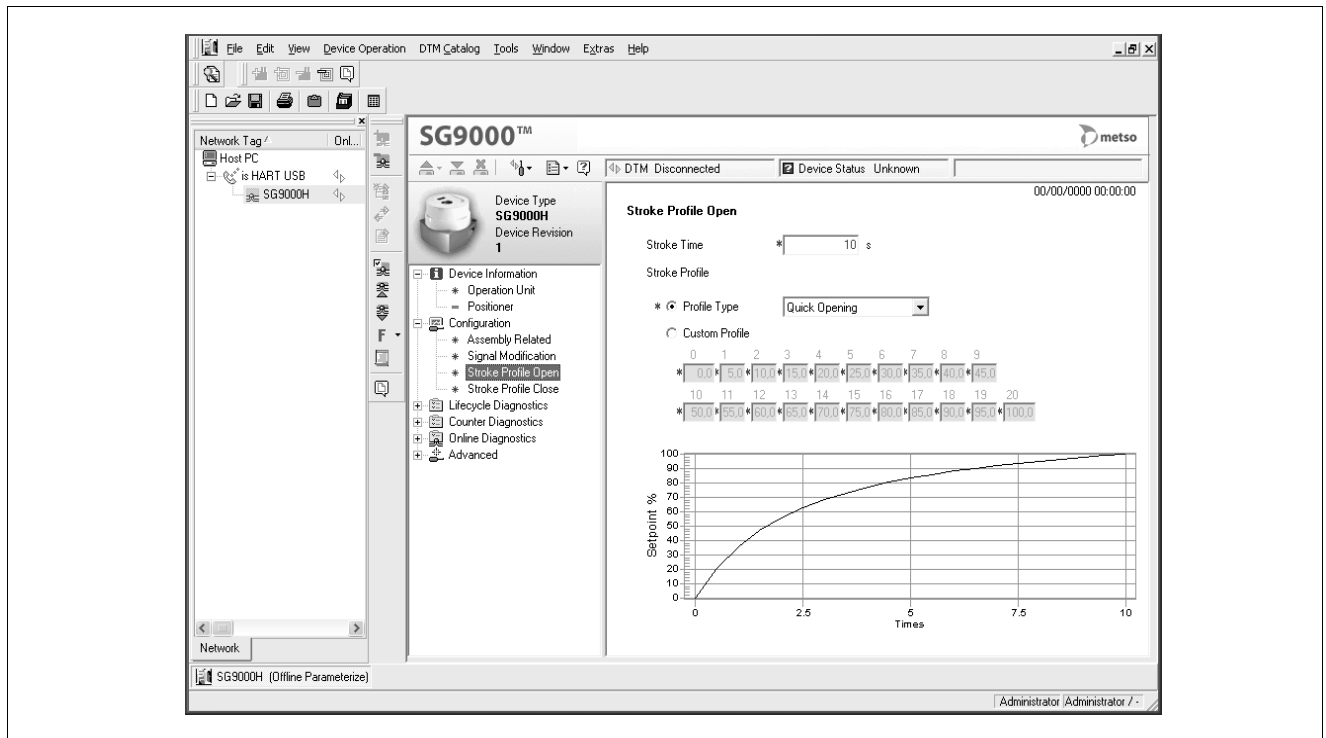 File Edit View Device Operation DTM Catalog Tools Window Extras Help
Network Tag Onl...
Host PC
is HART USB
SG9000H
Network
SG9000™
metso
DTM Disconnected
Device Status Unknown
Device Type
SG9000H
Device Revision
1
Device Information
Operation Unit
Positioner
Configuration
Assembly Related
Signal Modification
Stroke Profile Open
Stroke Profile Close
Lifecycle Diagnostics
Counter Diagnostics
Online Diagnostics
Advanced
F
00/00/0000 00:00:00
Stroke Profile Open
Stroke Time * 10 s
Stroke Profile
* Profile Type Quick Opening
Custom Profile
0 1 2 3 4 5 6 7 8 9
* 0,0 * 5,0 * 10,0 * 15,0 * 20,0 * 25,0 * 30,0 * 35,0 * 40,0 * 45,0
10 11 12 13 14 15 16 17 18 19 20
* 50,0 * 55,0 * 60,0 * 65,0 * 70,0 * 75,0 * 80,0 * 85,0 * 90,0 * 95,0 * 100,0
Setpoint %
100
90
80
70
60
50
40
30
20
10
0
0 2.5 5 7.5 10
Times
SG9000H (Offline Parameterize)
Administrator Administrator / -